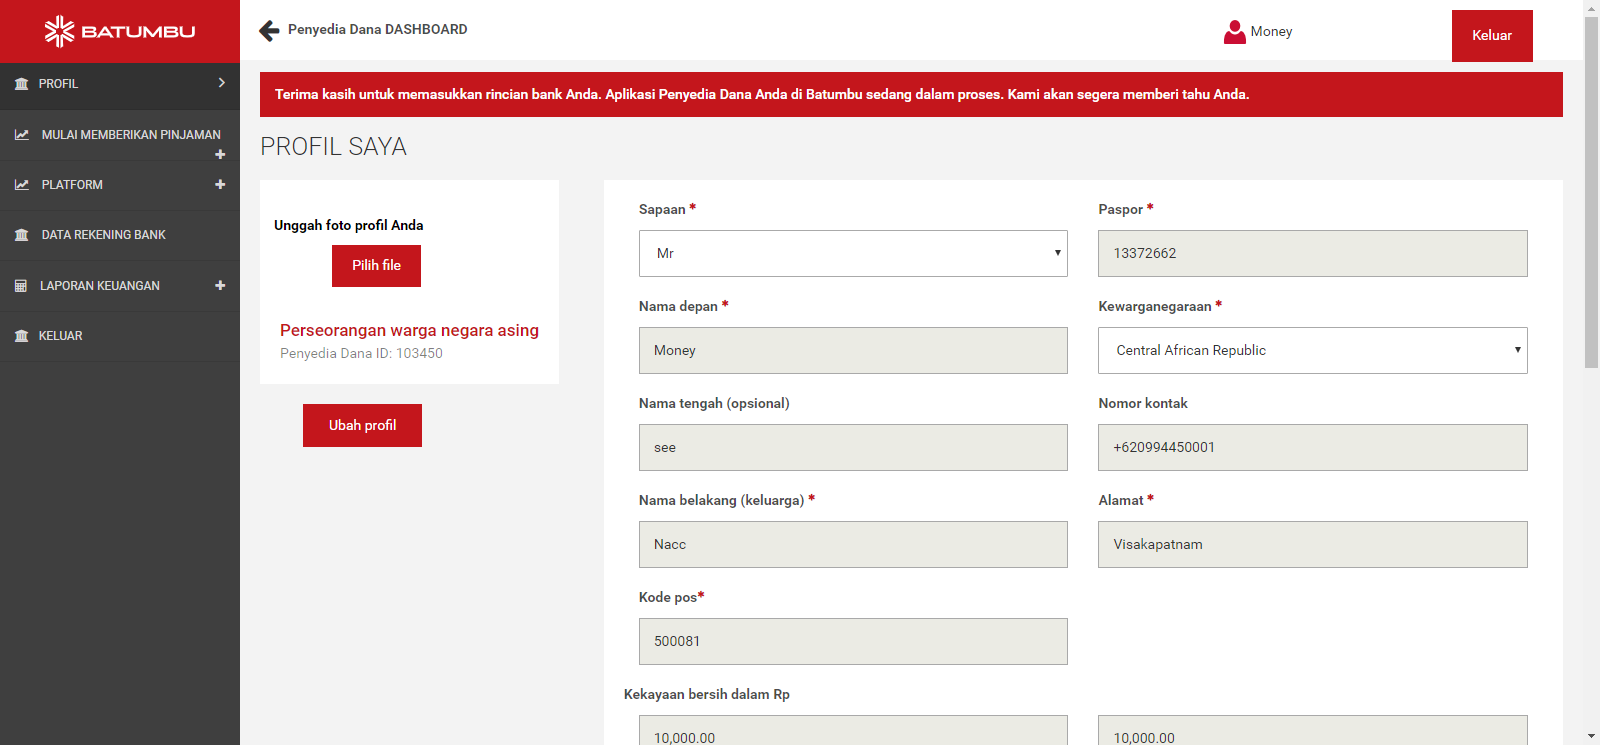 BATUMBU
Penyedia Dana DASHBOARD
Money
Keluar
PROFIL
MULAI MEMBERIKAN PINJAMAN
PLATFORM
DATA REKENING BANK
LAPORAN KEUANGAN
KELUAR
Terima kasih untuk memasukkan rincian bank Anda. Aplikasi Penyedia Dana Anda di Batumbu sedang dalam proses. Kami akan segera memberi tahu Anda.
PROFIL SAYA
Unggah foto profil Anda
Pilih file
Perseorangan warga negara asing
Penyedia Dana ID: 103450
Ubah profil
Sapaan *
Mr
Paspor *
13372662
Nama depan *
Money
Kewarganegaraan *
Central African Republic
Nama tengah (opsional)
see
Nomor kontak
+620994450001
Nama belakang (keluarga) *
Nacc
Alamat *
Visakapatnam
Kode pos*
500081
Kekayaan bersih dalam Rp
10,000.00
10,000.00